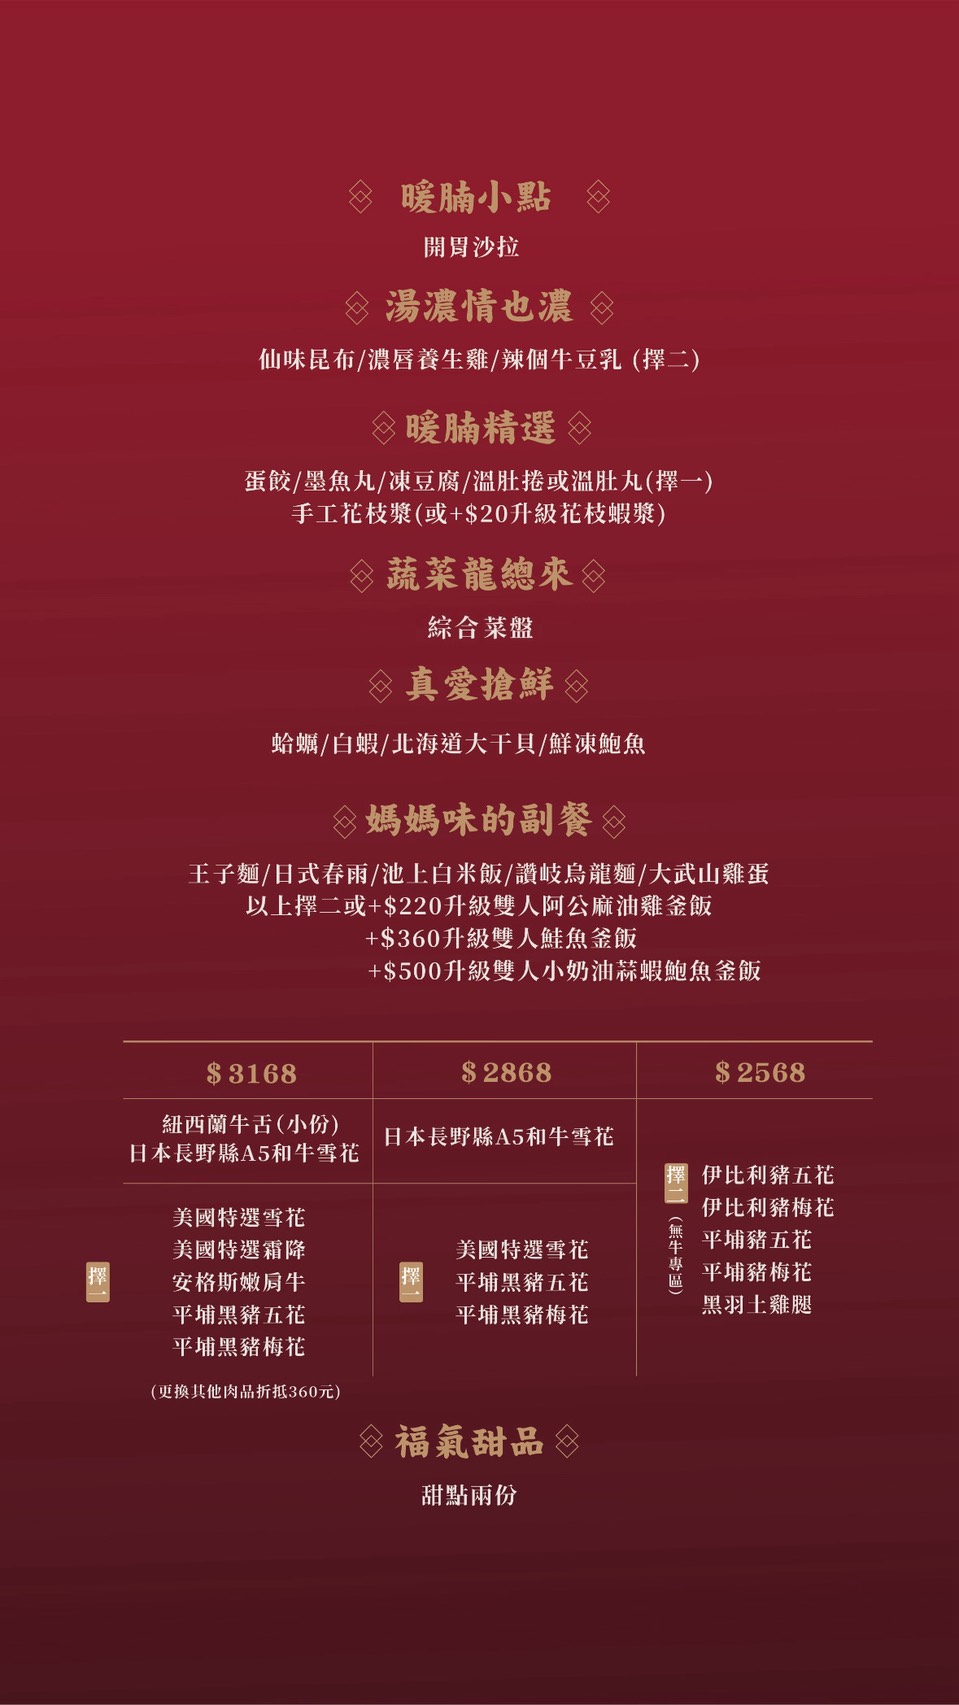 暖腩小點
開胃沙拉
湯濃情也濃
仙味昆布/濃唇養生雞/辣個牛豆乳 (擇二)
暖腩精選
蛋餃/墨魚丸/凍豆腐/溫肚捲或溫肚丸(擇一)
手工花枝漿(或+$20升級花枝蝦漿)
蔬菜龍總來
綜合菜盤
真愛搶鮮
蛤蠣/白蝦/北海道大干貝/鮮凍鮑魚
媽媽味的副餐
王子麵/日式春雨/池上白米飯/讚岐烏龍麵/大武山雞蛋
以上擇二或+$220升級雙人阿公麻油雞釜飯
+$360升級雙人鮭魚釜飯
+$500升級雙人小奶油蒜蝦鮑魚釜飯
$3168
紐西蘭牛舌(小份)
日本長野縣A5和牛雪花
擇一
美國特選雪花
美國特選霜降
安格斯嫩肩牛
平埔黑豬五花
平埔黑豬梅花
(更換其他肉品折抵360元)
$2868
日本長野縣A5和牛雪花
擇一
美國特選雪花
平埔黑豬五花
平埔黑豬梅花
$2568
擇二(無牛專區)
伊比利豬五花
伊比利豬梅花
平埔豬五花
平埔豬梅花
黑羽土雞腿
福氣甜品
甜點兩份